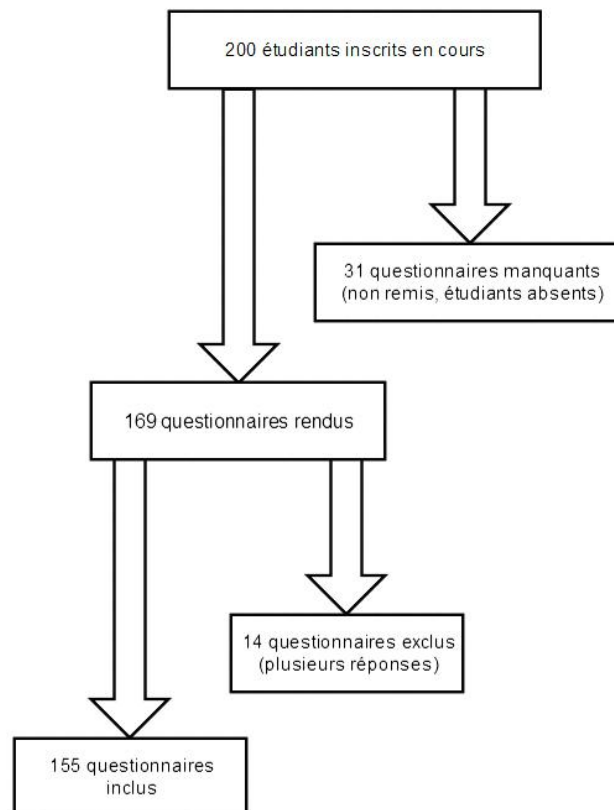 200 étudiants inscrits en cours
31 questionnaires manquants
(non remis, étudiants absents)
169 questionnaires rendus
14 questionnaires exclus
(plusieurs réponses)
155 questionnaires
inclus